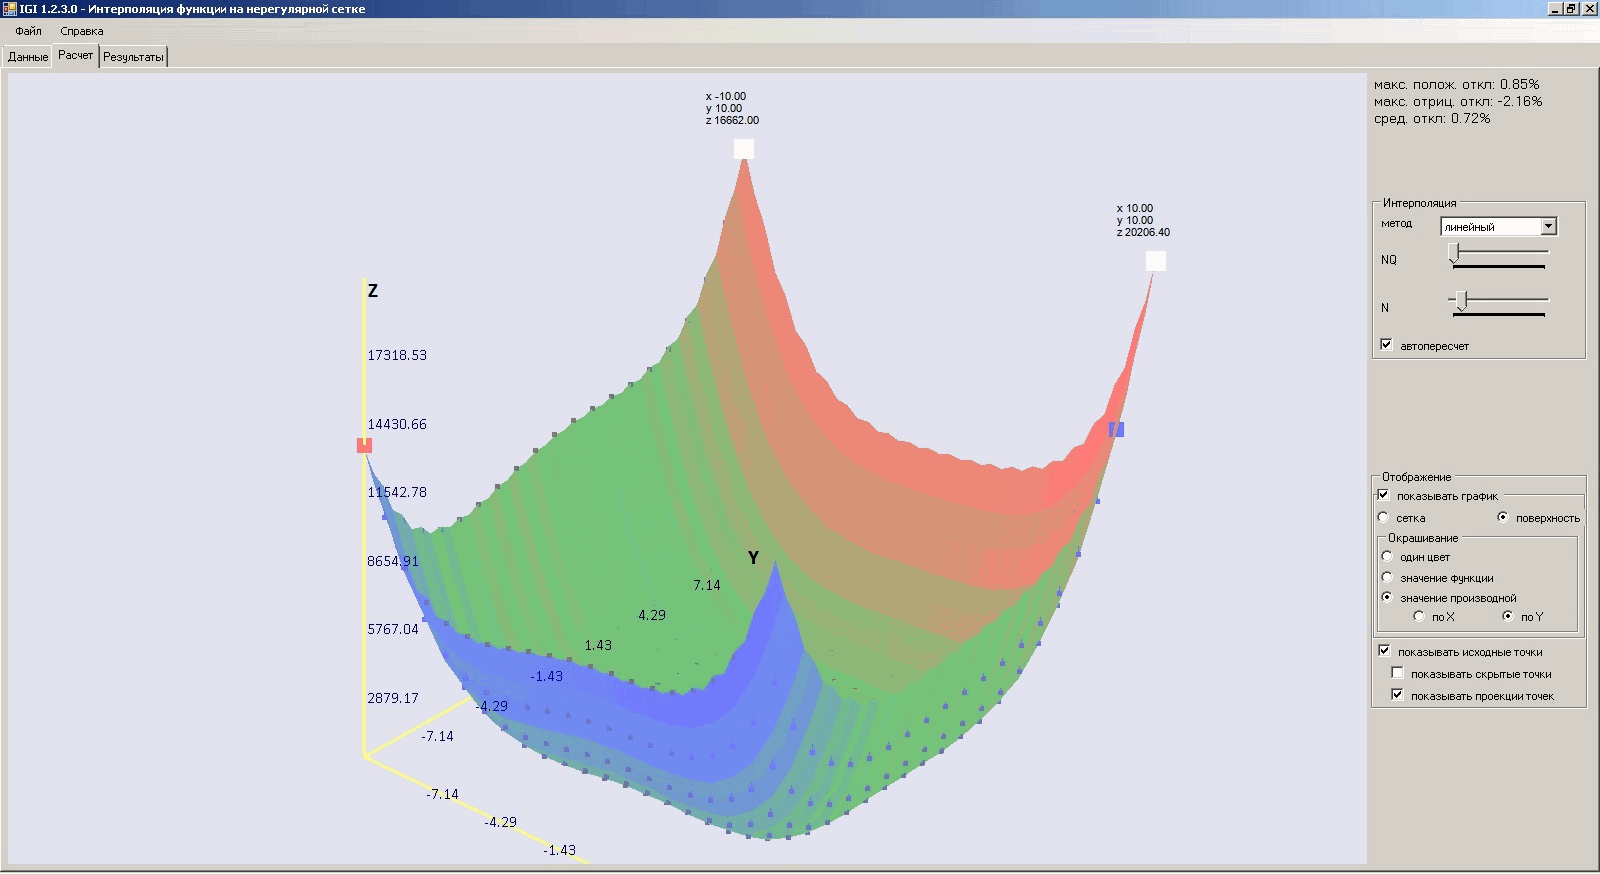 IGI 1.2.3.0 - Интерполяция функции на нерегулярной сетке
Файл Справка
Данные Расчет Результаты
x -10.00
y 10.00
z 16662.00
x 10.00
y 10.00
z 20206.40
Z
17318.53
14430.66
11542.78
8654.91
5767.04
2879.17
Y
7.14
4.29
1.43
-1.43
-4.29
-7.14
-7.14
-4.29
-1.43
макс. полож. откл: 0.85%
макс. отриц. откл: -2.16%
сред. откл: 0.72%
Интерполяция
метод линейный
NQ
N
автопересчет
Отображение
показывать график
сетка поверхность
Окрашивание
один цвет
значение функции
значение производной
по X по Y
показывать исходные точки
показывать скрытые точки
показывать проекции точек